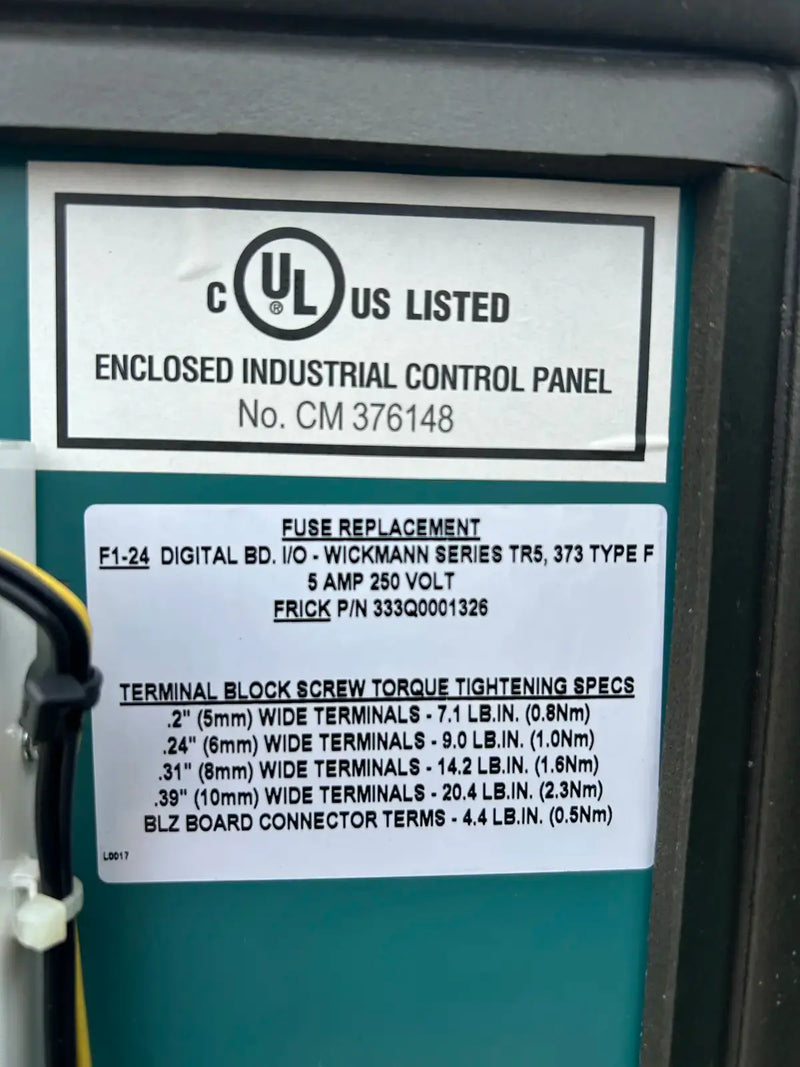 C UL® US LISTED
ENCLOSED INDUSTRIAL CONTROL PANEL
No. CM 376148
FUSE REPLACEMENT
F1-24 DIGITAL BD. I/O - WICKMANN SERIES TR5, 373 TYPE F
5 AMP 250 VOLT
FRICK P/N 333Q0001326
TERMINAL BLOCK SCREW TORQUE TIGHTENING SPECS
.2" (5mm) WIDE TERMINALS - 7.1 LB.IN. (0.8Nm)
.24" (6mm) WIDE TERMINALS - 9.0 LB.IN. (1.0Nm)
.31" (8mm) WIDE TERMINALS - 14.2 LB.IN. (1.6Nm)
.39" (10mm) WIDE TERMINALS - 20.4 LB.IN. (2.3Nm)
BLZ BOARD CONNECTOR TERMS - 4.4 LB.IN. (0.5Nm)
L0017